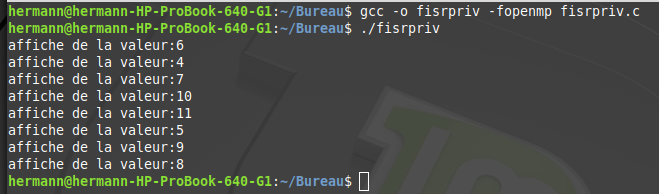 hermann@hermann-HP-ProBook-640-G1:~/Bureau$ gcc -o fisrpriv -fopenmp fisrpriv.c
hermann@hermann-HP-ProBook-640-G1:~/Bureau$ ./fisrpriv
affiche de la valeur:6
affiche de la valeur:4
affiche de la valeur:7
affiche de la valeur:10
affiche de la valeur:11
affiche de la valeur:5
affiche de la valeur:9
affiche de la valeur:8
hermann@hermann-HP-ProBook-640-G1:~/Bureau$